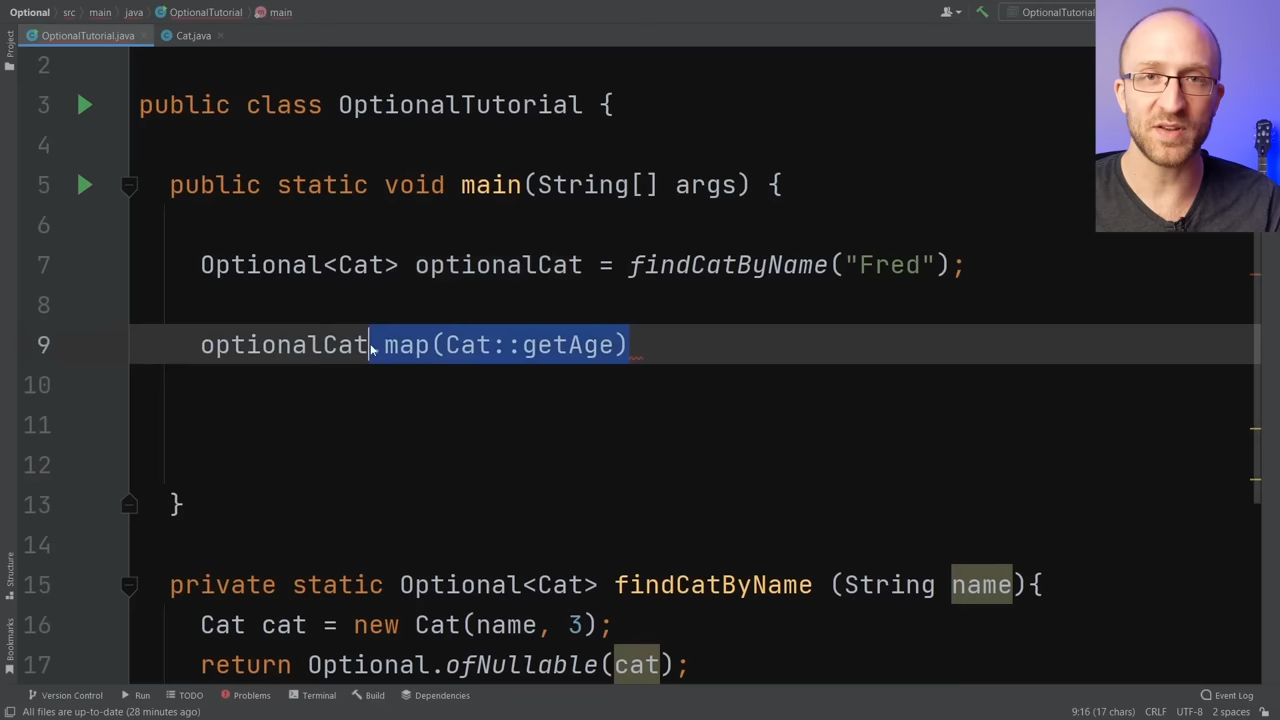 Optional src main java OptionalTutorial main OptionalTutorial
OptionalTutorial.java Cat.java
Project
2
3 public class OptionalTutorial {
4
5 public static void main(String[] args) {
6
7 Optional<Cat> optionalCat = findCatByName("Fred");
8
9 optionalCat.map(Cat::getAge)
10
11
12
13 }
14
15 private static Optional<Cat> findCatByName (String name){
16 Cat cat = new Cat(name, 3);
17 return Optional.ofNullable(cat);
Structure
Bookmarks
Version Control Run TODO Problems Terminal Build Dependencies Event Log
All files are up-to-date (28 minutes ago) 9:16 (17 chars) CRLF UTF-8 2 spaces